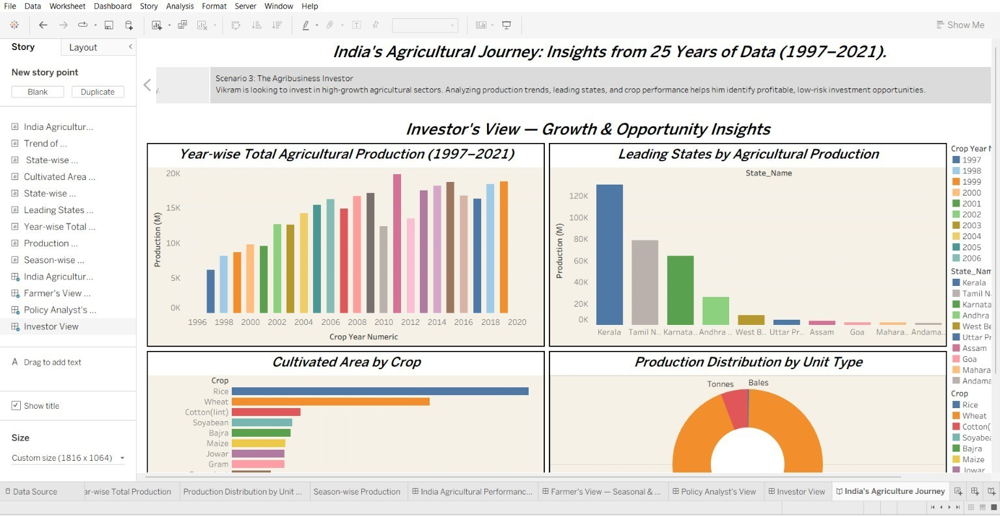 File Data Worksheet Dashboard Story Analysis Format Server Window Help
Show Me
Story Layout
New story point
Blank Duplicate
India Agricultur...
Trend of ...
State-wise ...
Cultivated Area ...
State-wise ...
Leading States ...
Year-wise Total ...
Production ...
Season-wise ...
India Agricultur...
Farmer's View ...
Policy Analyst's ...
Investor View
A Drag to add text
Show title
Size
Custom size (1816 x 1064)
India's Agricultural Journey: Insights from 25 Years of Data (1997–2021).
y.
Scenario 3: The Agribusiness Investor
Vikram is looking to invest in high-growth agricultural sectors. Analyzing production trends, leading states, and crop performance helps him identify profitable, low-risk investment opportunities.
Investor's View — Growth & Opportunity Insights
Year-wise Total Agricultural Production (1997–2021)
Production (M)
20K
15K
10K
5K
0K
1996 1998 2000 2002 2004 2006 2008 2010 2012 2014 2016 2018 2020
Crop Year Numeric
Leading States by Agricultural Production
State_Name
Production (M)
120K
100K
80K
60K
40K
20K
0K
Kerala Tamil N.. Karnata.. Andhra .. West B.. Uttar Pr.. Assam Goa Mahara.. Andama..
Cultivated Area by Crop
Crop
Rice
Wheat
Cotton(lint)
Soyabean
Bajra
Maize
Jowar
Gram
Production Distribution by Unit Type
Tonnes Bales
Crop Year N
1997
1998
1999
2000
2001
2002
2003
2004
2005
2006
State_Nam
Kerala
Tamil N
Karnata
Andhra
West Be
Uttar Pr
Assam
Goa
Mahara
Andama
Crop
Rice
Wheat
Cotton(
Soyabea
Bajra
Maize
Jowar
Data Source ar-wise Total Production Production Distribution by Unit ... Season-wise Production India Agricultural Performanc... Farmer's View — Seasonal & ... Policy Analyst's View Investor View India's Agriculture Journey